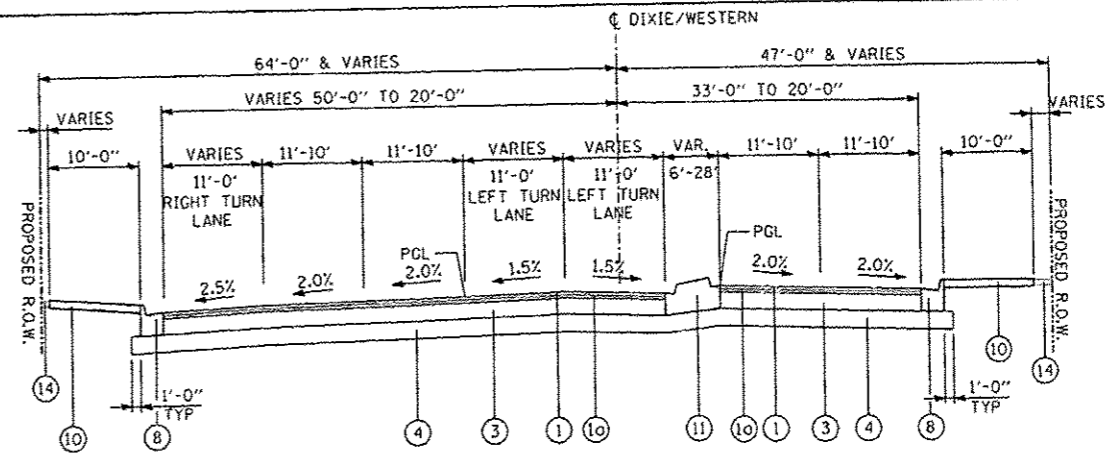 ℄ DIXIE/WESTERN
64'-0" & VARIES
47'-0" & VARIES
VARIES 50'-0" TO 20'-0"
33'-0" TO 20'-0"
VARIES
VARIES
10'-0"
VARIES
11'-10'
11'-10'
VARIES
VARIES
VAR.
11'-10'
11'-10'
10'-0"
11'-0'
RIGHT TURN
LANE
11'-0'
LEFT TURN
LANE
11'-0'
LEFT TURN
LANE
6'-28'
PROPOSED R.O.W.
PGL
PGL
PROPOSED R.O.W.
2.5%
2.0%
2.0%
1.5%
1.5%
2.0%
2.0%
14
10
1'-0"
TYP
8
4
3
1
1a
11
1a
1
3
4
8
1'-0"
TYP
10
14